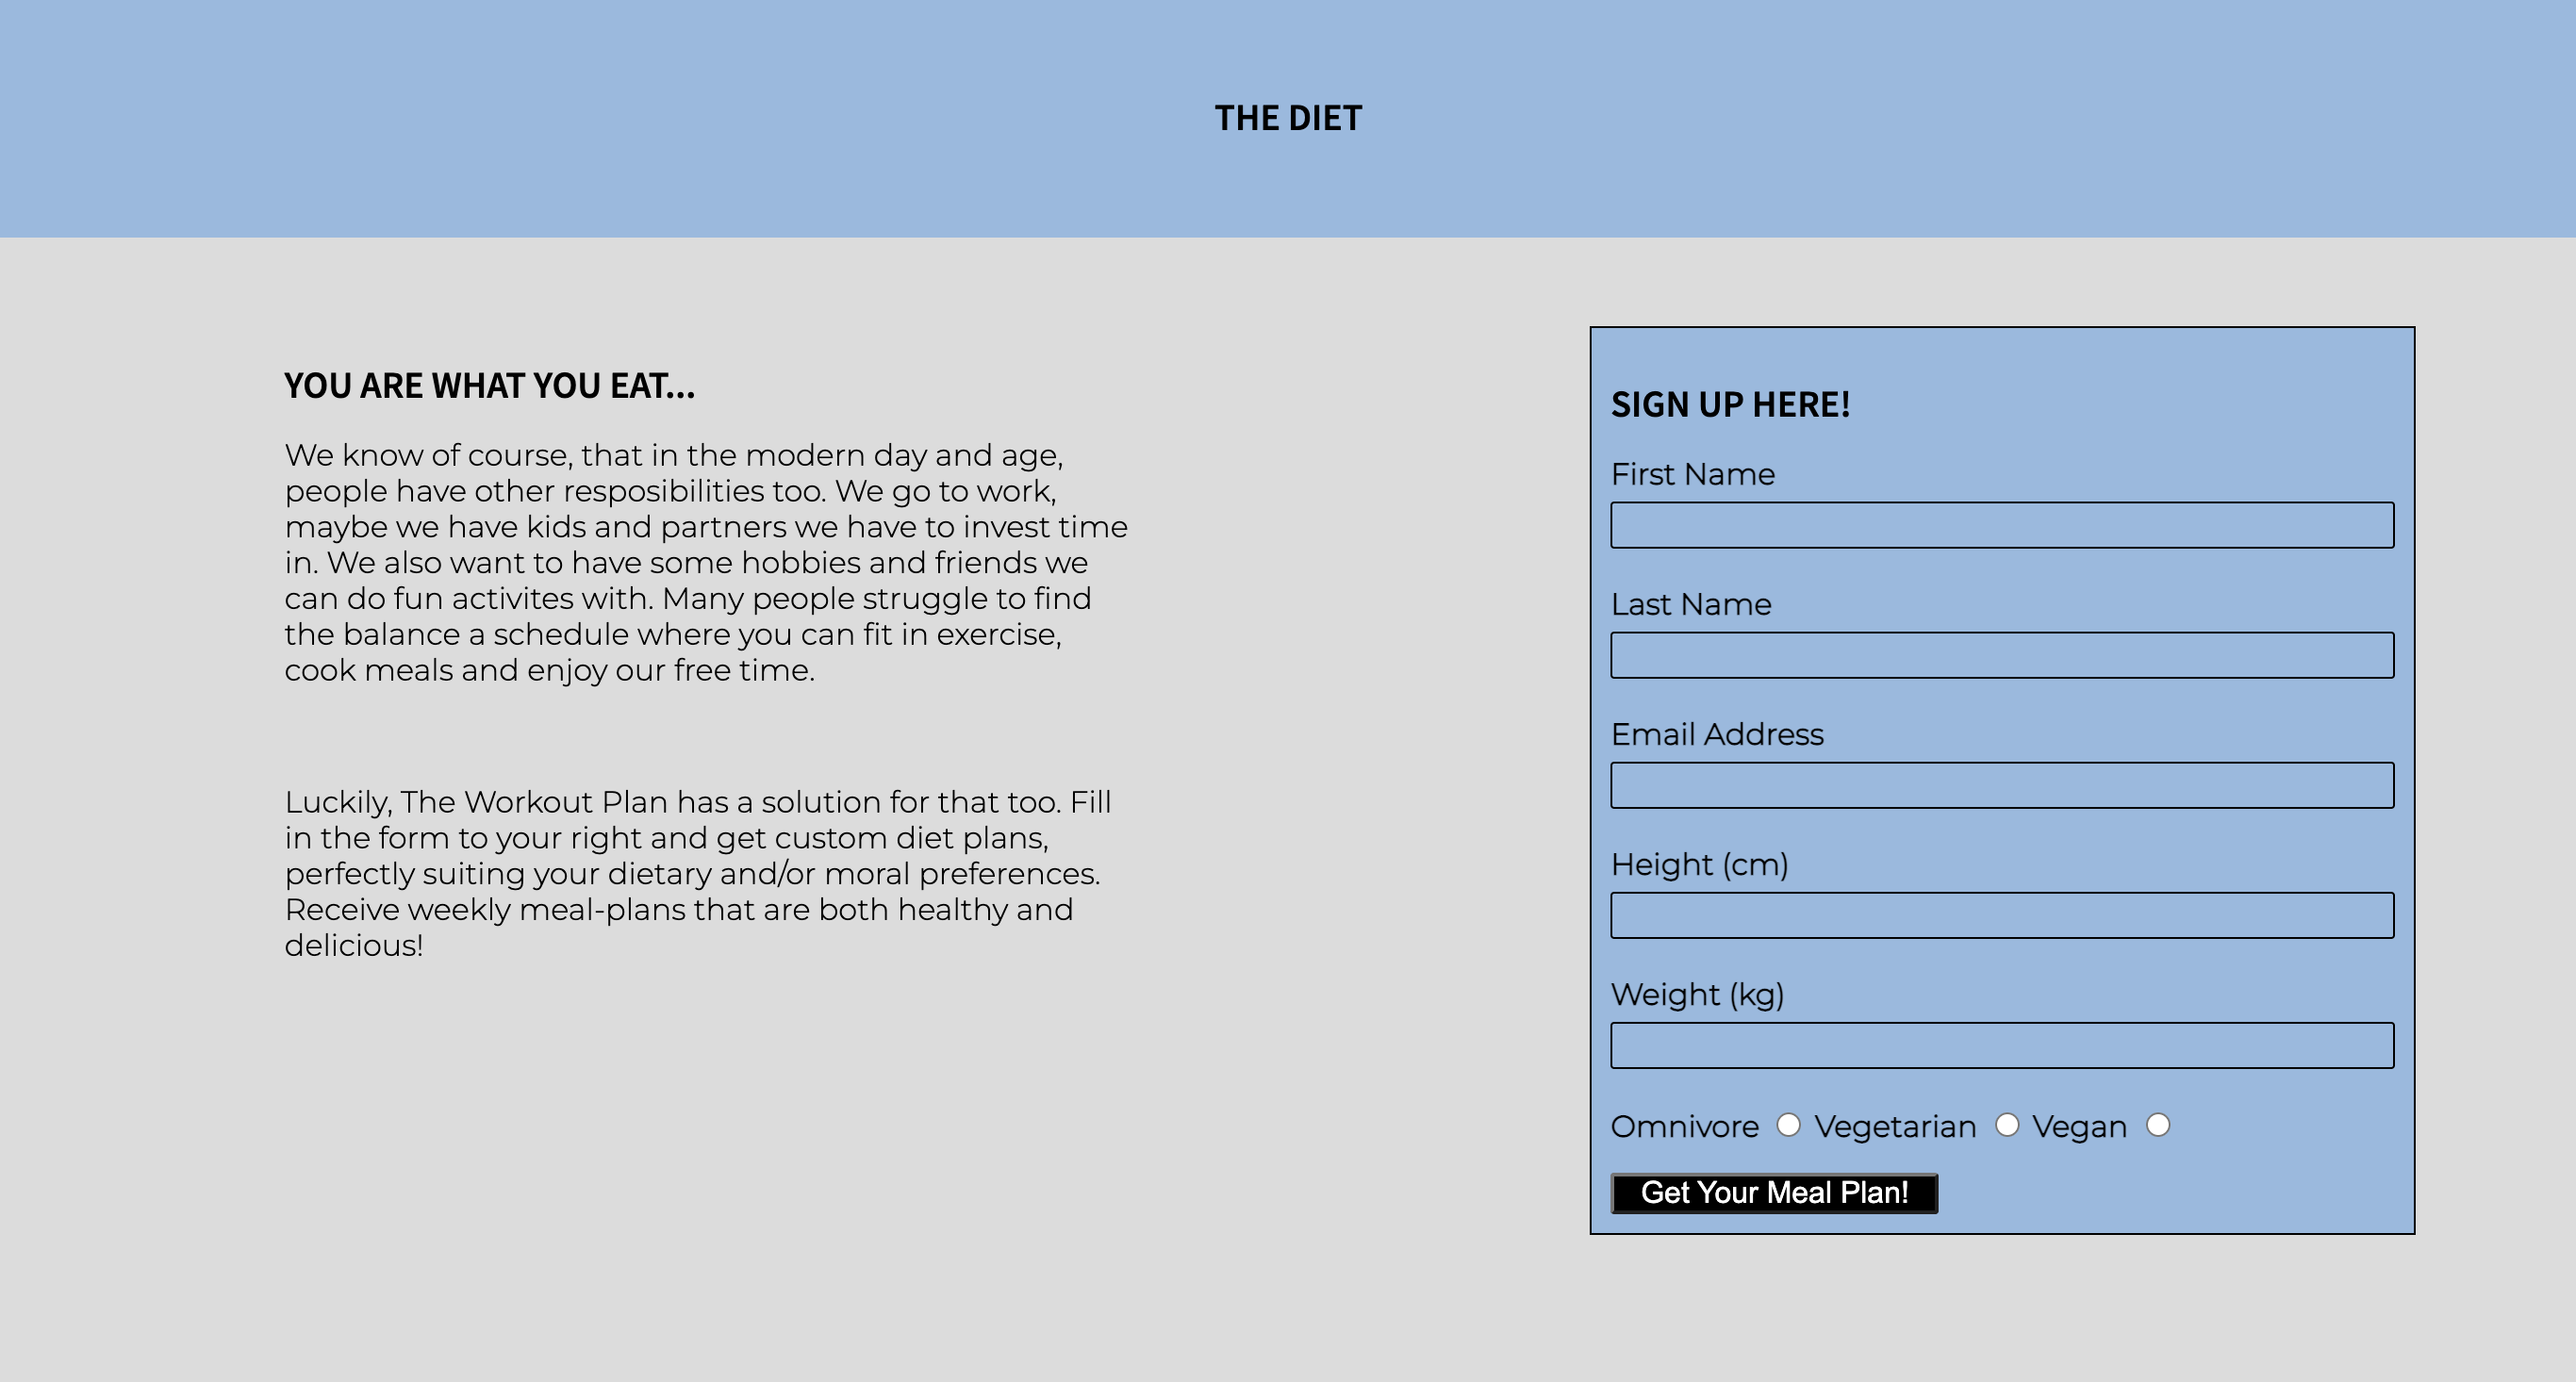 THE DIET
YOU ARE WHAT YOU EAT...
We know of course, that in the modern day and age,
people have other resposibilities too. We go to work,
maybe we have kids and partners we have to invest time
in. We also want to have some hobbies and friends we
can do fun activites with. Many people struggle to find
the balance a schedule where you can fit in exercise,
cook meals and enjoy our free time.
Luckily, The Workout Plan has a solution for that too. Fill
in the form to your right and get custom diet plans,
perfectly suiting your dietary and/or moral preferences.
Receive weekly meal-plans that are both healthy and
delicious!
SIGN UP HERE!
First Name
Last Name
Email Address
Height (cm)
Weight (kg)
Omnivore Vegetarian Vegan
Get Your Meal Plan!